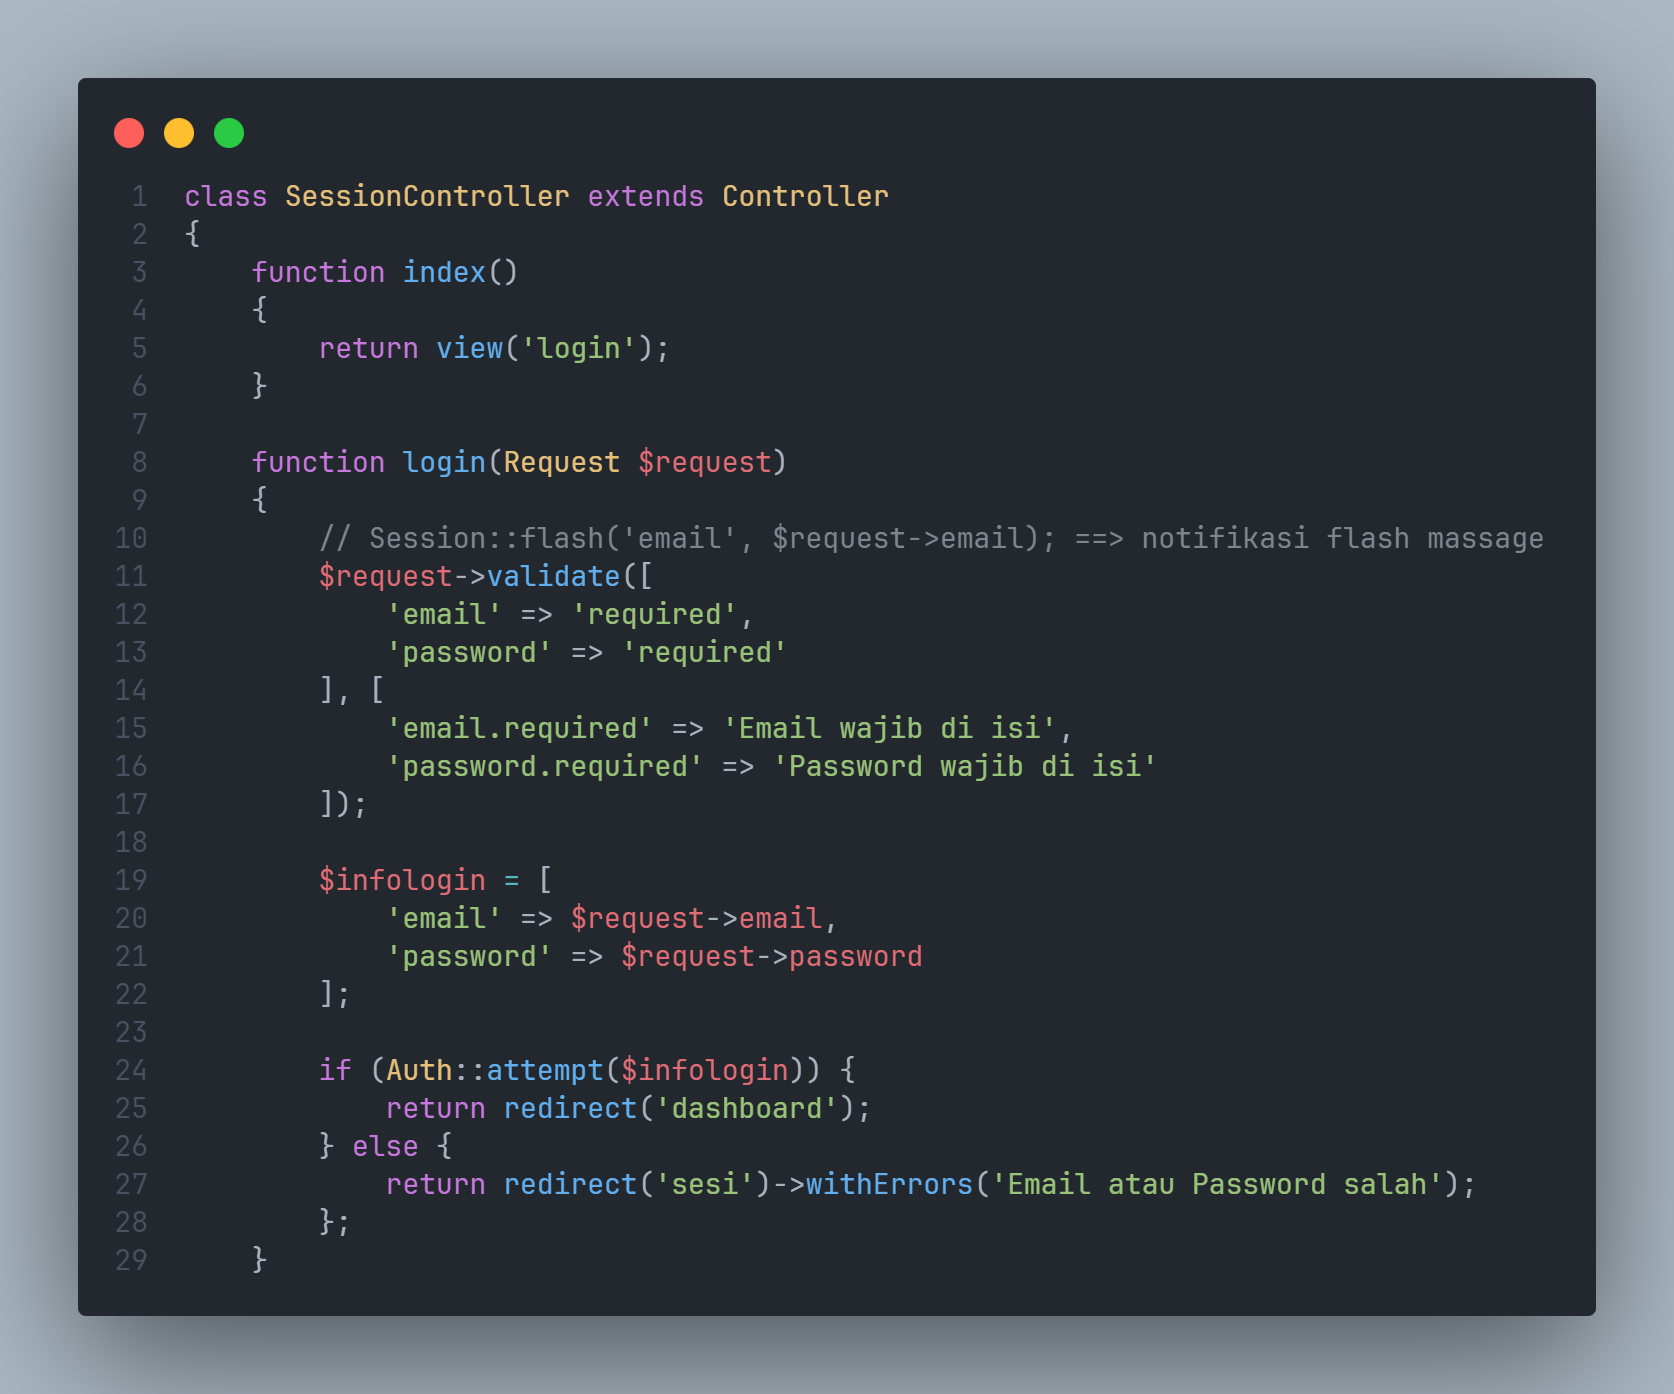 1 class SessionController extends Controller
2 {
3     function index()
4     {
5         return view('login');
6     }
7
8     function login(Request $request)
9     {
10         // Session::flash('email', $request->email); ==> notifikasi flash massage
11         $request->validate([
12             'email' => 'required',
13             'password' => 'required'
14         ], [
15             'email.required' => 'Email wajib di isi',
16             'password.required' => 'Password wajib di isi'
17         ]);
18
19         $infologin = [
20             'email' => $request->email,
21             'password' => $request->password
22         ];
23
24         if (Auth::attempt($infologin)) {
25             return redirect('dashboard');
26         } else {
27             return redirect('sesi')->withErrors('Email atau Password salah');
28         };
29     }